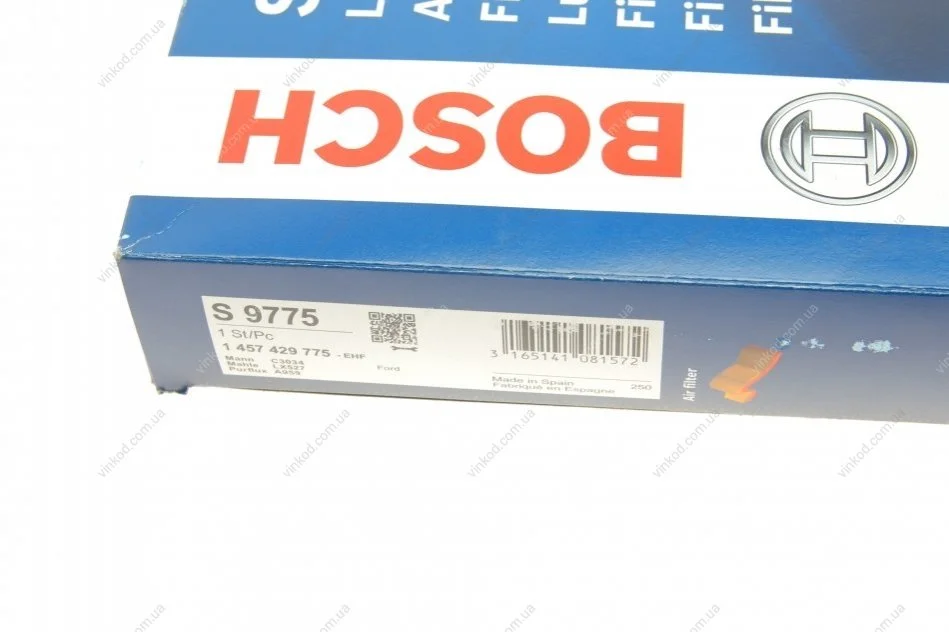 BOSCH
S 9775
1 St/Pc
1 457 429 775 - EHF
Mann C3034
Mahle LX527
Purflux A959
Ford
3 165141 081572
Made in Spain
Fabriqué en Espagne
250
Air filter
vinkod.com.ua